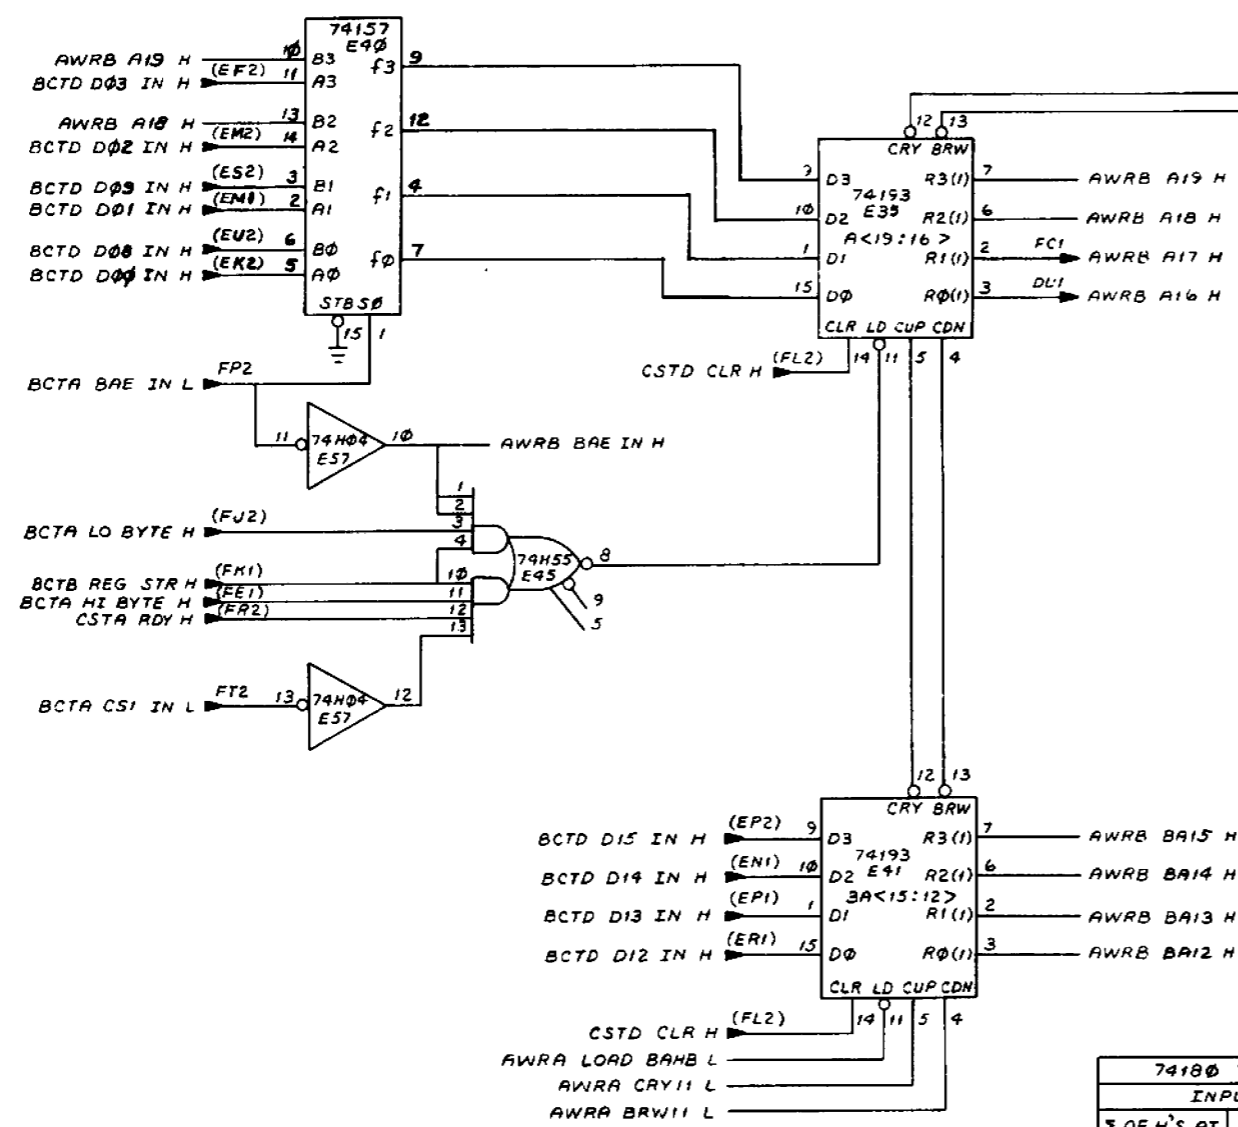 74157
E4Ø
AWRB A19 H 1Ø B3 f3 9
BCTD DØ3 IN H (EF2) 11 A3
AWRB A18 H 13 B2 f2 12
BCTD DØ2 IN H (EM2) 14 A2
BCTD DØ9 IN H (ES2) 3 B1 f1 4
BCTD DØ1 IN H (EM1) 2 A1
BCTD DØ8 IN H (EU2) 6 BØ fØ 7
BCTD DØØ IN H (EK2) 5 AØ
STB SØ
15 1
12 13
CRY BRW
9 D3 R3(1) 7 AWRB A19 H
74193
E35
1Ø D2 R2(1) 6 AWRB A18 H
A<19:16>
1 D1 R1(1) 2 FC1 AWRB A17 H
15 DØ RØ(1) 3 DL1 AWRB A16 H
CLR LD CUP CDN
CSTD CLR H (FL2) 14 11 5 4
BCTA BAE IN L FP2
11 74HØ4 1Ø AWRB BAE IN H
E57
1
2
BCTA LO BYTE H (FJ2) 3
4
74H55 8
E45
BCTB REG STR H (FK1) 1Ø
BCTA HI BYTE H (FE1) 11
CSTA RDY H (FR2) 12
13
9
5
BCTA CS1 IN L FT2 13 74HØ4 12
E57
12 13
CRY BRW
BCTD D15 IN H (EP2) 9 D3 R3(1) 7 AWRB BA15 H
74193
E41
BCTD D14 IN H (EN1) 1Ø D2 R2(1) 6 AWRB BA14 H
BA<15:12>
BCTD D13 IN H (EP1) 1 D1 R1(1) 2 AWRB BA13 H
BCTD D12 IN H (ER1) 15 DØ RØ(1) 3 AWRB BA12 H
CLR LD CUP CDN
CSTD CLR H (FL2) 14 11 5 4
AWRA LOAD BAHB L
AWRA CRY11 L
AWRA BRW11 L
7418Ø
INPU
Σ OF H'S AT